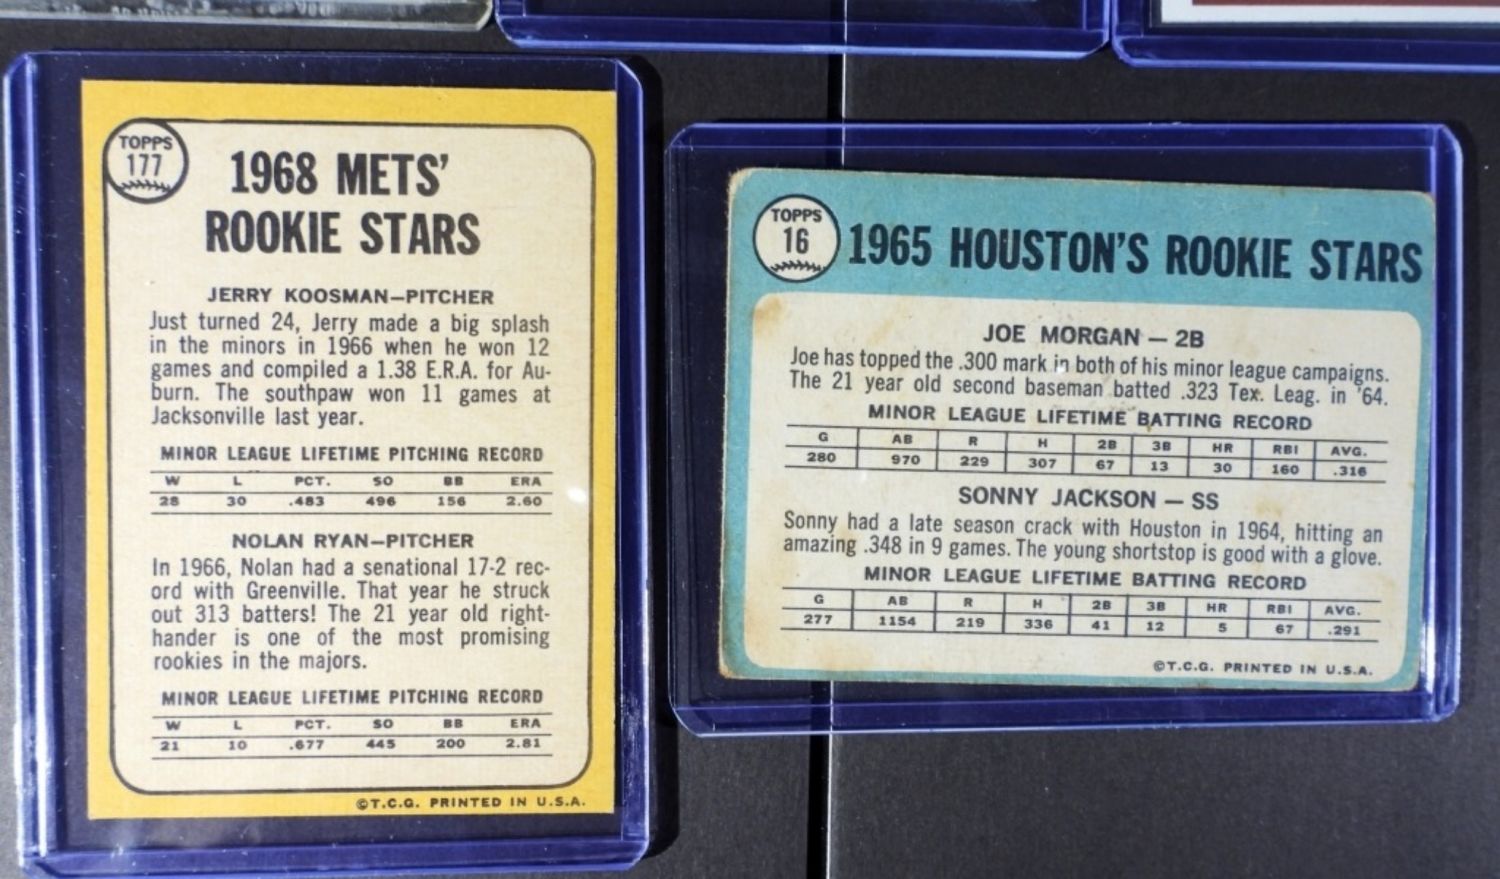 TOPPS
177
1968 METS'
ROOKIE STARS
JERRY KOOSMAN—PITCHER
Just turned 24, Jerry made a big splash
in the minors in 1966 when he won 12
games and compiled a 1.38 E.R.A. for Au-
burn. The southpaw won 11 games at
Jacksonville last year.
MINOR LEAGUE LIFETIME PITCHING RECORD
W L PCT. SO BB ERA
28 30 .483 496 156 2.60
NOLAN RYAN—PITCHER
In 1966, Nolan had a senational 17-2 rec-
ord with Greenville. That year he struck
out 313 batters! The 21 year old right-
hander is one of the most promising
rookies in the majors.
MINOR LEAGUE LIFETIME PITCHING RECORD
W L PCT. SO BB ERA
21 10 .677 445 200 2.81
©T.C.G. PRINTED IN U.S.A.
TOPPS
16
1965 HOUSTON'S ROOKIE STARS
JOE MORGAN — 2B
Joe has topped the .300 mark in both of his minor league campaigns.
The 21 year old second baseman batted .323 Tex. Leag. in '64.
MINOR LEAGUE LIFETIME BATTING RECORD
G AB R H 2B 3B HR RBI AVG.
280 970 229 307 67 13 30 160 .316
SONNY JACKSON — SS
Sonny had a late season crack with Houston in 1964, hitting an
amazing .348 in 9 games. The young shortstop is good with a glove.
MINOR LEAGUE LIFETIME BATTING RECORD
G AB R H 2B 3B HR RBI AVG.
277 1154 219 336 41 12 5 67 .291
©T.C.G. PRINTED IN U.S.A.